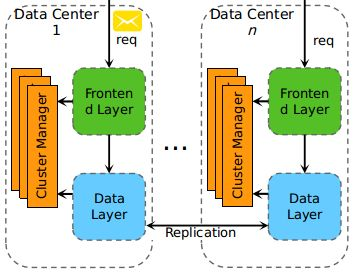 Data Center
1
req
Fronten
d Layer
Cluster Manager
Data
Layer
...
Data Center
n
req
Fronten
d Layer
Cluster Manager
Data
Layer
Replication